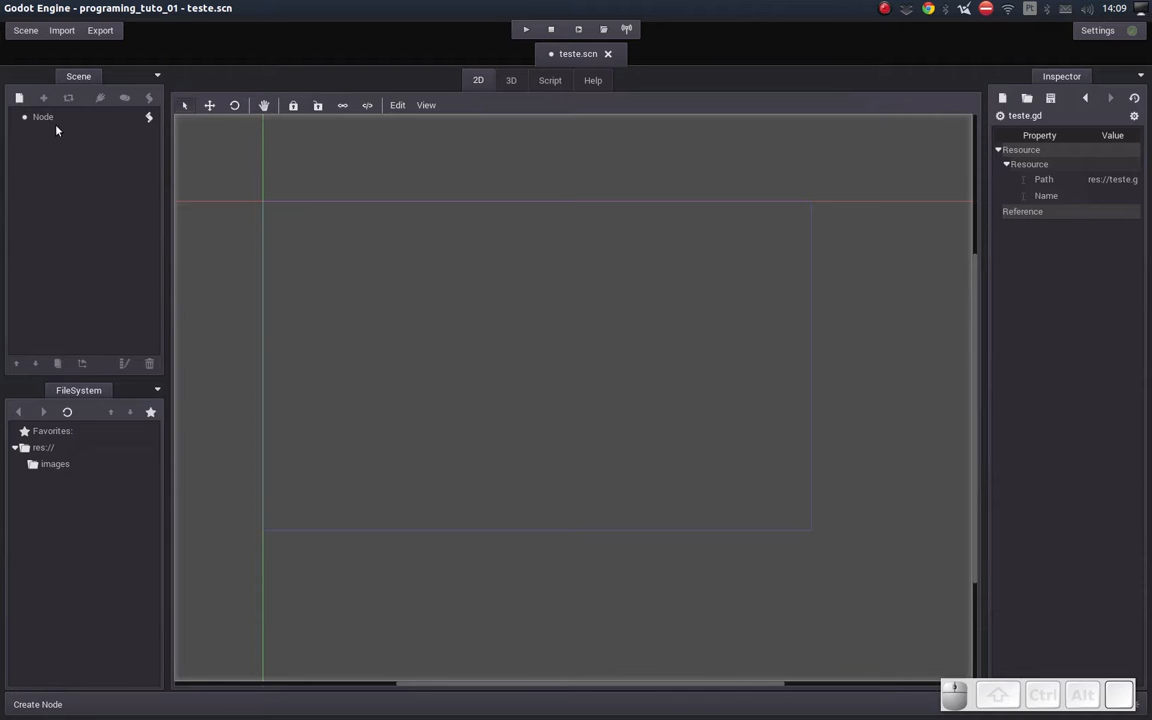 Godot Engine - programing_tuto_01 - teste.scn
Pt
14:09
Scene
Import
Export
Settings
teste.scn
Scene
2D
3D
Script
Help
Inspector
Edit
View
Node
teste.gd
Property
Value
Resource
Resource
Path
res://teste.g
Name
Reference
FileSystem
Favorites:
res://
images
Create Node
Ctrl
Alt